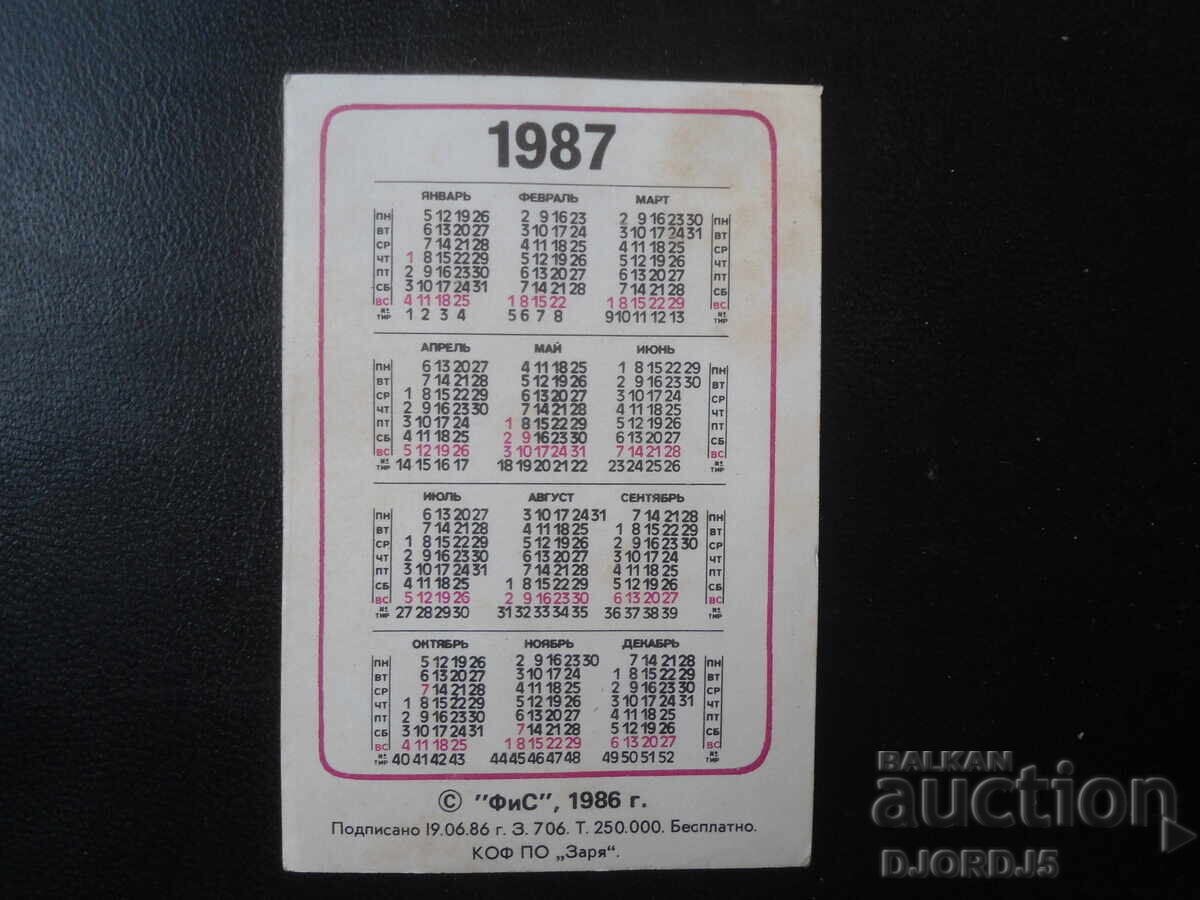 1987
ЯНВАРЬ ФЕВРАЛЬ МАРТ
ПН 5 12 19 26 2 9 16 23 2 9 16 23 30 ПН
ВТ 6 13 20 27 3 10 17 24 3 10 17 24 31 ВТ
СР 7 14 21 28 4 11 18 25 4 11 18 25 СР
ЧТ 1 8 15 22 29 5 12 19 26 5 12 19 26 ЧТ
ПТ 2 9 16 23 30 6 13 20 27 6 13 20 27 ПТ
СБ 3 10 17 24 31 7 14 21 28 7 14 21 28 СБ
ВС 4 11 18 25 1 8 15 22 1 8 15 22 29 ВС
№ ТИР 1 2 3 4 5 6 7 8 9 10 11 12 13 № ТИР
АПРЕЛЬ МАЙ ИЮНЬ
ПН 6 13 20 27 4 11 18 25 1 8 15 22 29 ПН
ВТ 7 14 21 28 5 12 19 26 2 9 16 23 30 ВТ
СР 1 8 15 22 29 6 13 20 27 3 10 17 24 СР
ЧТ 2 9 16 23 30 7 14 21 28 4 11 18 25 ЧТ
ПТ 3 10 17 24 1 8 15 22 29 5 12 19 26 ПТ
СБ 4 11 18 25 2 9 16 23 30 6 13 20 27 СБ
ВС 5 12 19 26 3 10 17 24 31 7 14 21 28 ВС
№ ТИР 14 15 16 17 18 19 20 21 22 23 24 25 26 № ТИР
ИЮЛЬ АВГУСТ СЕНТЯБРЬ
ПН 6 13 20 27 3 10 17 24 31 7 14 21 28 ПН
ВТ 7 14 21 28 4 11 18 25 1 8 15 22 29 ВТ
СР 1 8 15 22 29 5 12 19 26 2 9 16 23 30 СР
ЧТ 2 9 16 23 30 6 13 20 27 3 10 17 24 ЧТ
ПТ 3 10 17 24 31 7 14 21 28 4 11 18 25 ПТ
СБ 4 11 18 25 1 8 15 22 29 5 12 19 26 СБ
ВС 5 12 19 26 2 9 16 23 30 6 13 20 27 ВС
№ ТИР 27 28 29 30 31 32 33 34 35 36 37 38 39 № ТИР
ОКТЯБРЬ НОЯБРЬ ДЕКАБРЬ
ПН 5 12 19 26 2 9 16 23 30 7 14 21 28 ПН
ВТ 6 13 20 27 3 10 17 24 1 8 15 22 29 ВТ
СР 7 14 21 28 4 11 18 25 2 9 16 23 30 СР
ЧТ 1 8 15 22 29 5 12 19 26 3 10 17 24 31 ЧТ
ПТ 2 9 16 23 30 6 13 20 27 4 11 18 25 ПТ
СБ 3 10 17 24 31 7 14 21 28 5 12 19 26 СБ
ВС 4 11 18 25 1 8 15 22 29 6 13 20 27 ВС
№ ТИР 40 41 42 43 44 45 46 47 48 49 50 51 52 № ТИР
© "ФиС", 1986 г.
Подписано 19.06.86 г. З. 706. Т. 250.000. Бесплатно.
КОФ ПО „Заря“.
BALKAN
auction
DJORDJ5